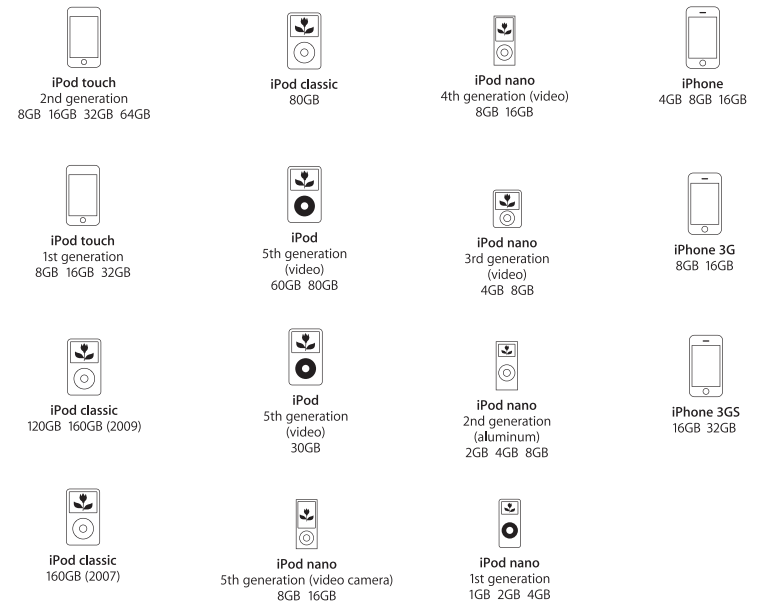 iPod touch
2nd generation
8GB 16GB 32GB 64GB
iPod classic
80GB
iPod nano
4th generation (video)
8GB 16GB
iPhone
4GB 8GB 16GB
iPod touch
1st generation
8GB 16GB 32GB
iPod
5th generation
(video)
60GB 80GB
iPod nano
3rd generation
(video)
4GB 8GB
iPhone 3G
8GB 16GB
iPod classic
120GB 160GB (2009)
iPod
5th generation
(video)
30GB
iPod nano
2nd generation
(aluminum)
2GB 4GB 8GB
iPhone 3GS
16GB 32GB
iPod classic
160GB (2007)
iPod nano
5th generation (video camera)
8GB 16GB
iPod nano
1st generation
1GB 2GB 4GB